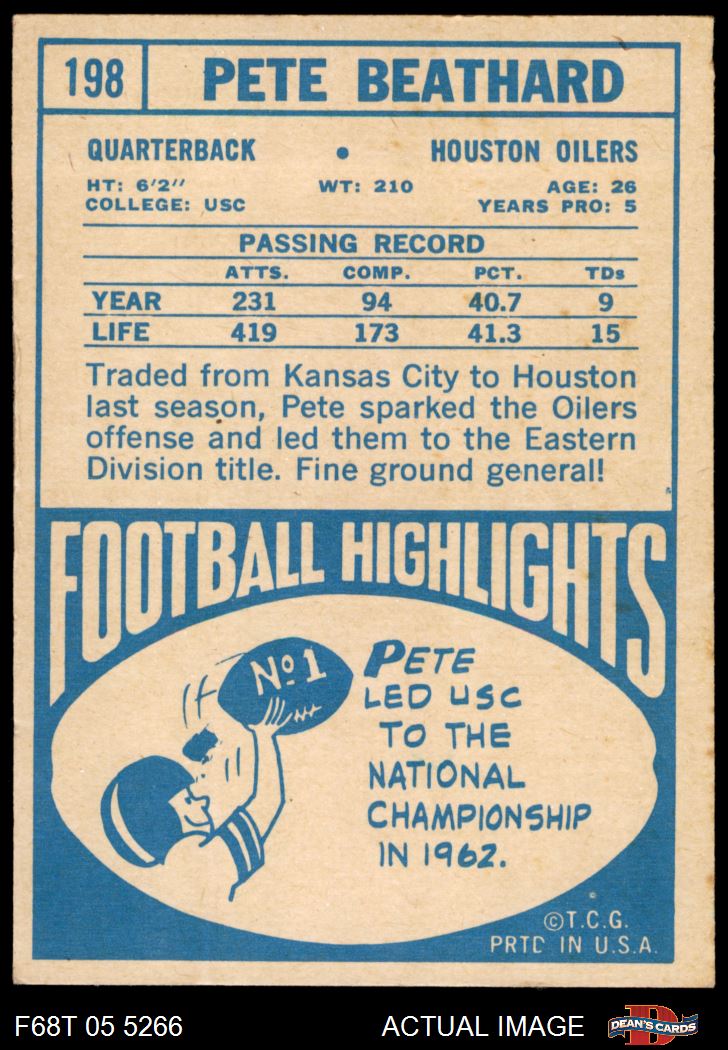 198 PETE BEATHARD
QUARTERBACK • HOUSTON OILERS
HT: 6'2" WT: 210 AGE: 26
COLLEGE: USC YEARS PRO: 5
PASSING RECORD
ATTS. COMP. PCT. TDs
YEAR 231 94 40.7 9
LIFE 419 173 41.3 15
Traded from Kansas City to Houston
last season, Pete sparked the Oilers
offense and led them to the Eastern
Division title. Fine ground general!
FOOTBALL HIGHLIGHTS
No 1
PETE
LED USC
TO THE
NATIONAL
CHAMPIONSHIP
IN 1962.
©T.C.G.
PRTD IN U.S.A.
F68T 05 5266 ACTUAL IMAGE DEAN'S CARDS